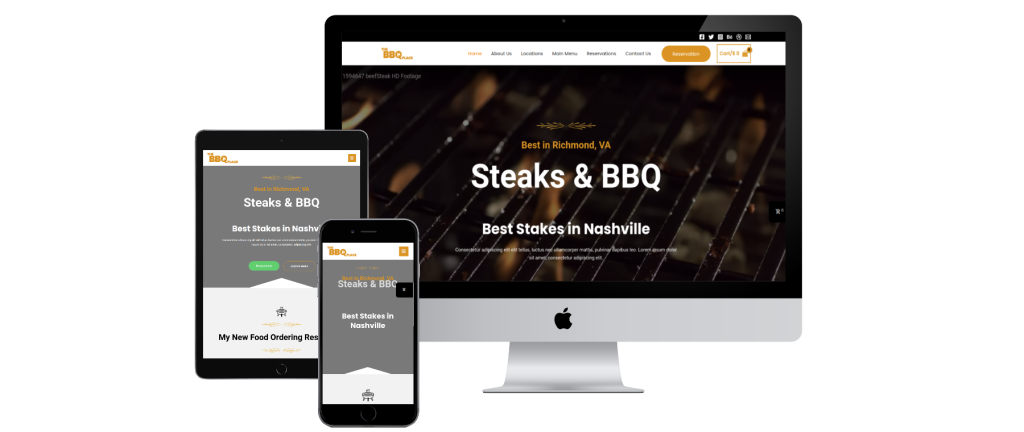 THE
BBQ
PLACE
Home About Us Locations Main Menu Reservations Contact Us Reservation Cart/$ 0
1594647 beefSteak HD Footage
Best in Richmond, VA
Steaks & BBQ
Best Stakes in Nashville
Consectetur adipiscing elit elit tellus, luctus nec ullamcorper mattis, pulvinar dapibus leo. Lorem ipsum dolor
sit amet consectetur adipiscing elit.
THE
BBQ
PLACE
Best in Richmond, VA
Steaks & BBQ
Best Stakes in Nashv
My New Food Ordering Res
THE
BBQ
PLACE
Best in Richmond, VA
Steaks & BBQ
Best Stakes in
Nashville